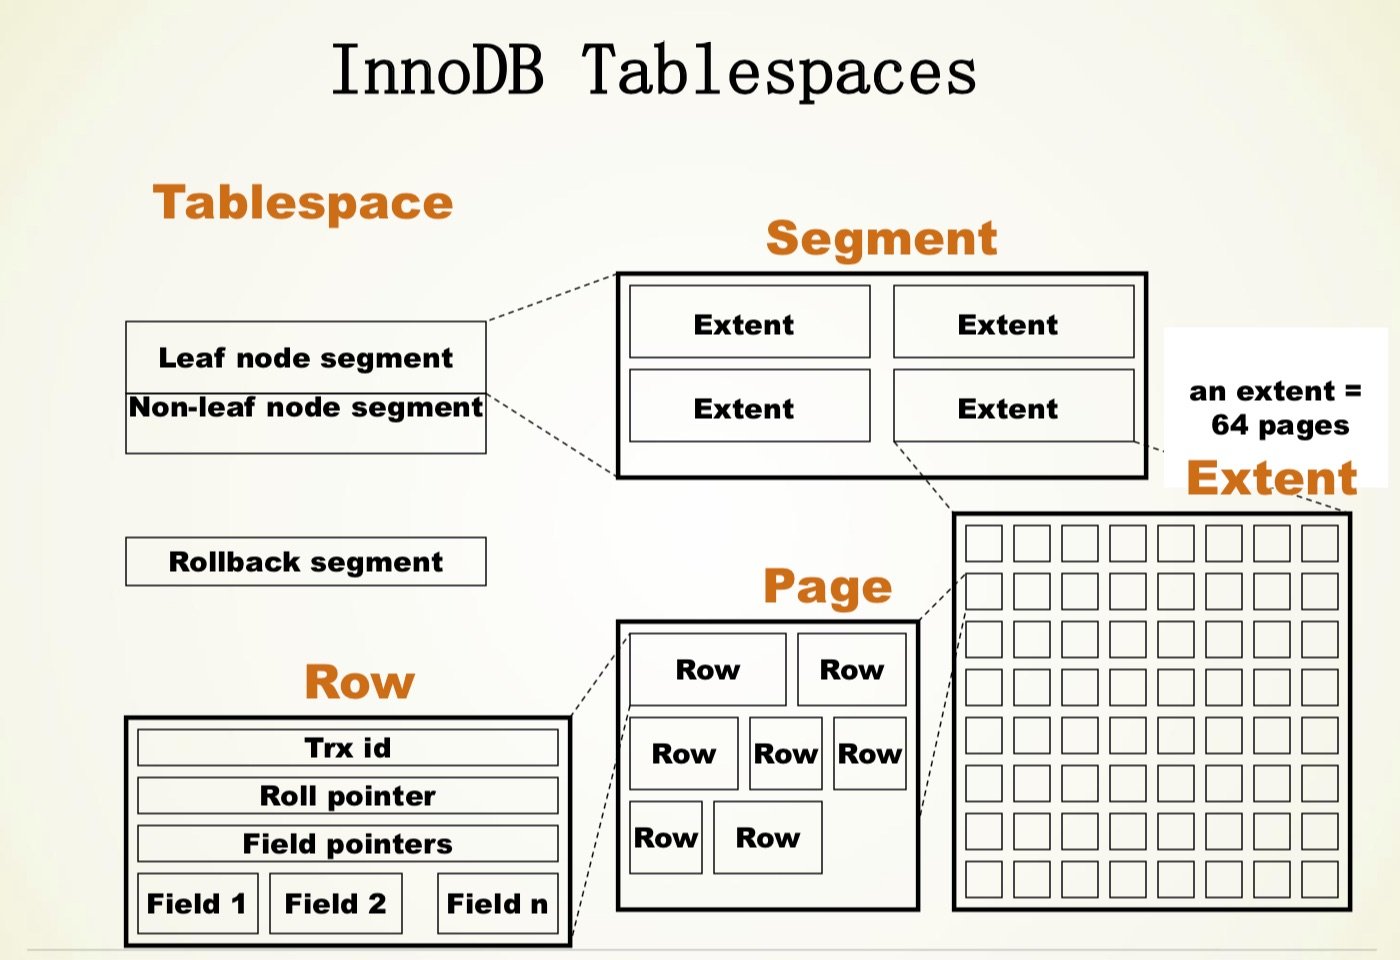 InnoDB Tablespaces
Tablespace
Segment
Leaf node segment
Non-leaf node segment
Rollback segment
Extent
Extent
Extent
Extent
an extent =
64 pages
Extent
Page
Row
Row
Row
Row
Row
Row
Row
Row
Trx id
Roll pointer
Field pointers
Field 1
Field 2
Field n